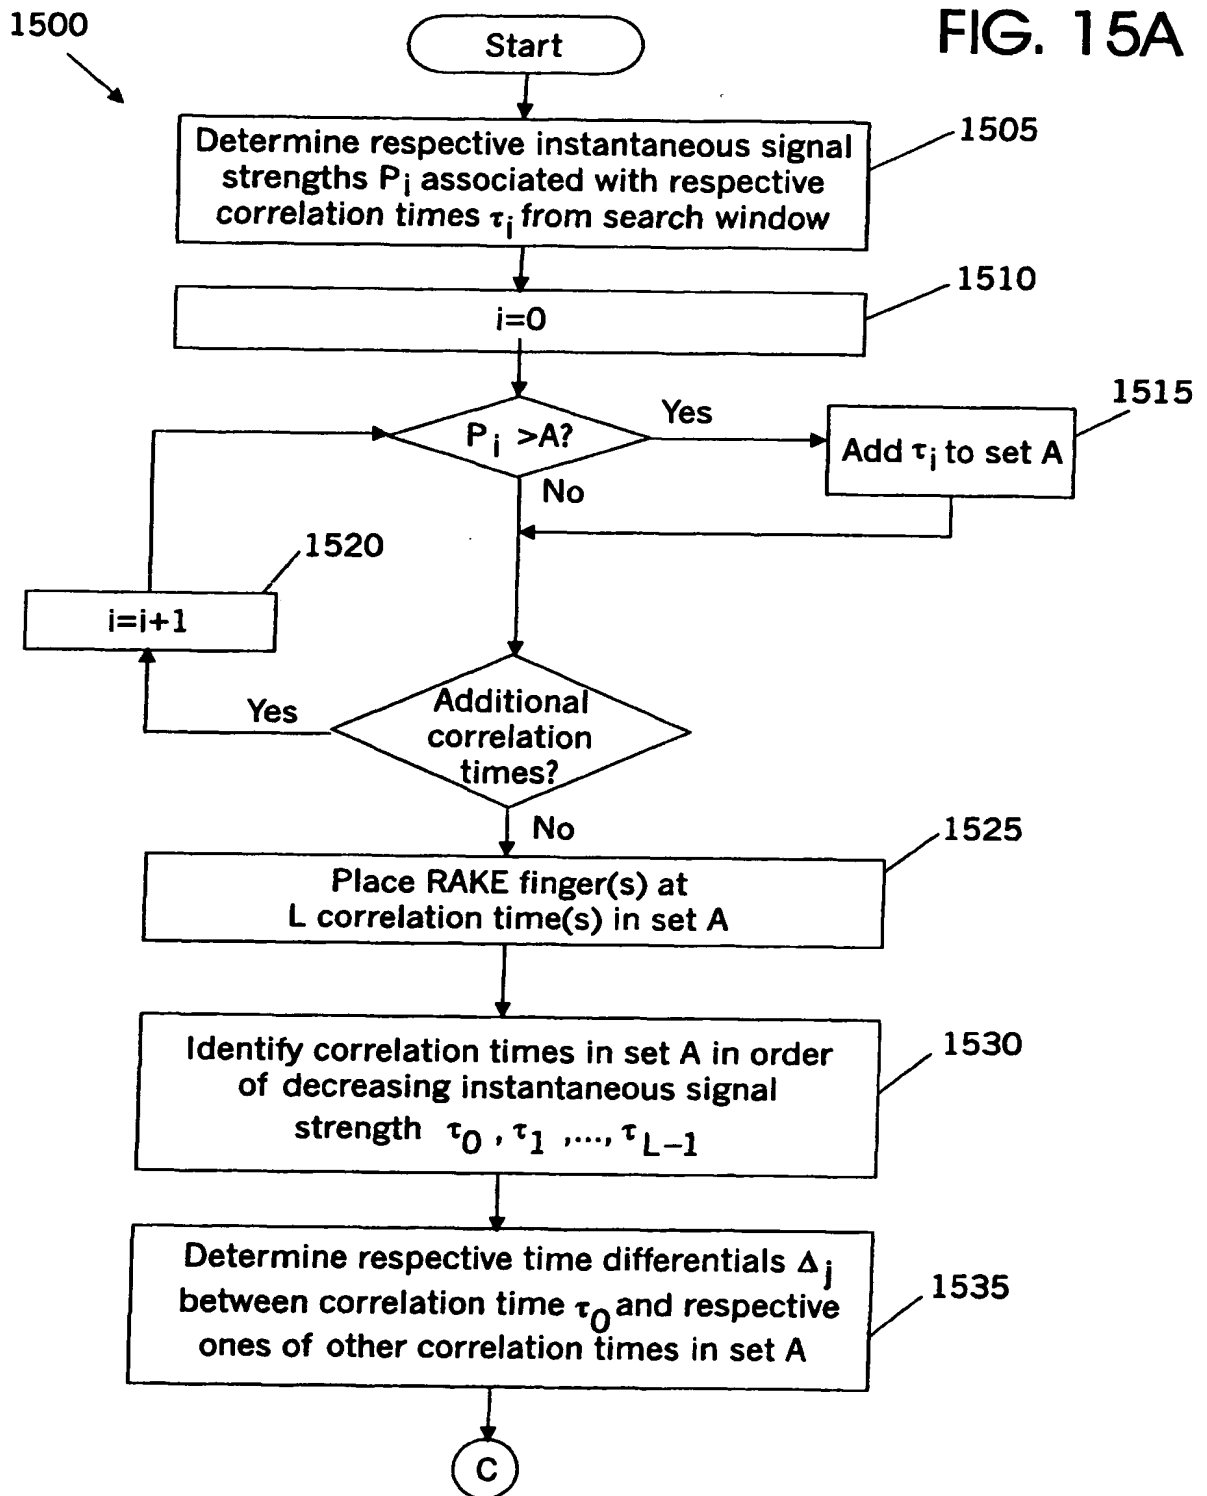 1500
FIG. 15A
Start
Determine respective instantaneous signal
strengths Pi associated with respective
correlation times τi from search window
1505
i=0
1510
Pi >A?
Yes
No
Add τi to set A
1515
i=i+1
1520
Additional
correlation
times?
Yes
No
Place RAKE finger(s) at
L correlation time(s) in set A
1525
Identify correlation times in set A in order
of decreasing instantaneous signal
strength τ0 , τ1 ,..., τL-1
1530
Determine respective time differentials Δj
between correlation time τ0 and respective
ones of other correlation times in set A
1535
C